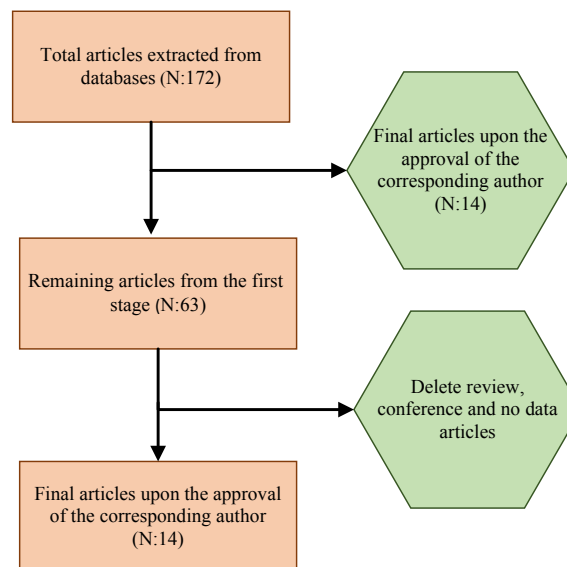 Total articles extracted from
databases (N:172)
Final articles upon the
approval of the
corresponding author
(N:14)
Remaining articles from the first
stage (N:63)
Delete review,
conference and no data
articles
Final articles upon the approval
of the corresponding author
(N:14)